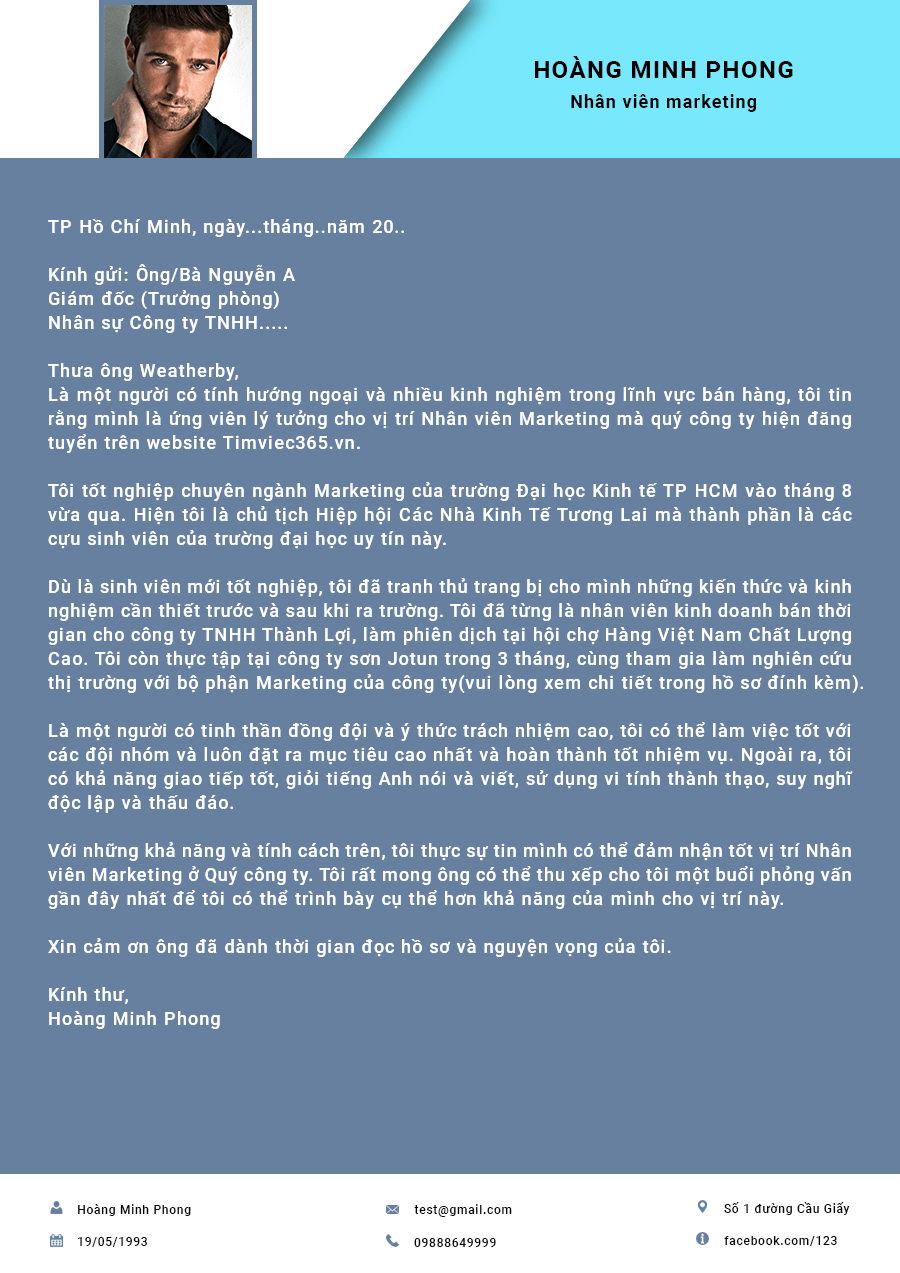 HOÀNG MINH PHONG
Nhân viên marketing
TP Hồ Chí Minh, ngày...tháng..năm 20..
Kính gửi: Ông/Bà Nguyễn A
Giám đốc (Trưởng phòng)
Nhân sự Công ty TNHH.....
Thưa ông Weatherby,
Là một người có tính hướng ngoại và nhiều kinh nghiệm trong lĩnh vực bán hàng, tôi tin
rằng mình là ứng viên lý tưởng cho vị trí Nhân viên Marketing mà quý công ty hiện đăng
tuyển trên website Timviec365.vn.
Tôi tốt nghiệp chuyên ngành Marketing của trường Đại học Kinh tế TP HCM vào tháng 8
vừa qua. Hiện tôi là chủ tịch Hiệp hội Các Nhà Kinh Tế Tương Lai mà thành phần là các
cựu sinh viên của trường đại học uy tín này.
Dù là sinh viên mới tốt nghiệp, tôi đã tranh thủ trang bị cho mình những kiến thức và kinh
nghiệm cần thiết trước và sau khi ra trường. Tôi đã từng là nhân viên kinh doanh bán thời
gian cho công ty TNHH Thành Lợi, làm phiên dịch tại hội chợ Hàng Việt Nam Chất Lượng
Cao. Tôi còn thực tập tại công ty sơn Jotun trong 3 tháng, cùng tham gia làm nghiên cứu
thị trường với bộ phận Marketing của công ty(vui lòng xem chi tiết trong hồ sơ đính kèm).
Là một người có tinh thần đồng đội và ý thức trách nhiệm cao, tôi có thể làm việc tốt với
các đội nhóm và luôn đặt ra mục tiêu cao nhất và hoàn thành tốt nhiệm vụ. Ngoài ra, tôi
có khả năng giao tiếp tốt, giỏi tiếng Anh nói và viết, sử dụng vi tính thành thạo, suy nghĩ
độc lập và thấu đáo.
Với những khả năng và tính cách trên, tôi thực sự tin mình có thể đảm nhận tốt vị trí Nhân
viên Marketing ở Quý công ty. Tôi rất mong ông có thể thu xếp cho tôi một buổi phỏng vấn
gần đây nhất để tôi có thể trình bày cụ thể hơn khả năng của mình cho vị trí này.
Xin cảm ơn ông đã dành thời gian đọc hồ sơ và nguyện vọng của tôi.
Kính thư,
Hoàng Minh Phong
Hoàng Minh Phong
test@gmail.com
Số 1 đường Cầu Giấy
19/05/1993
09888649999
facebook.com/123